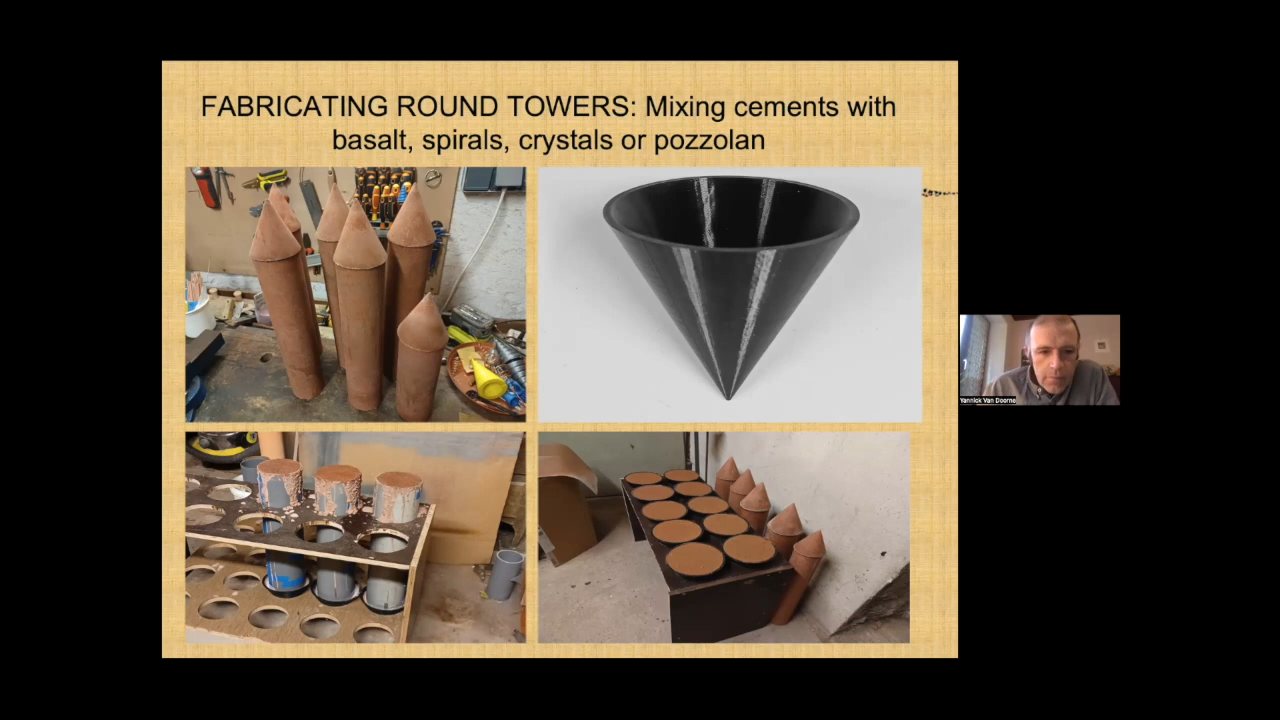 FABRICATING ROUND TOWERS: Mixing cements with
basalt, spirals, crystals or pozzolan
Yannick Van Doorne